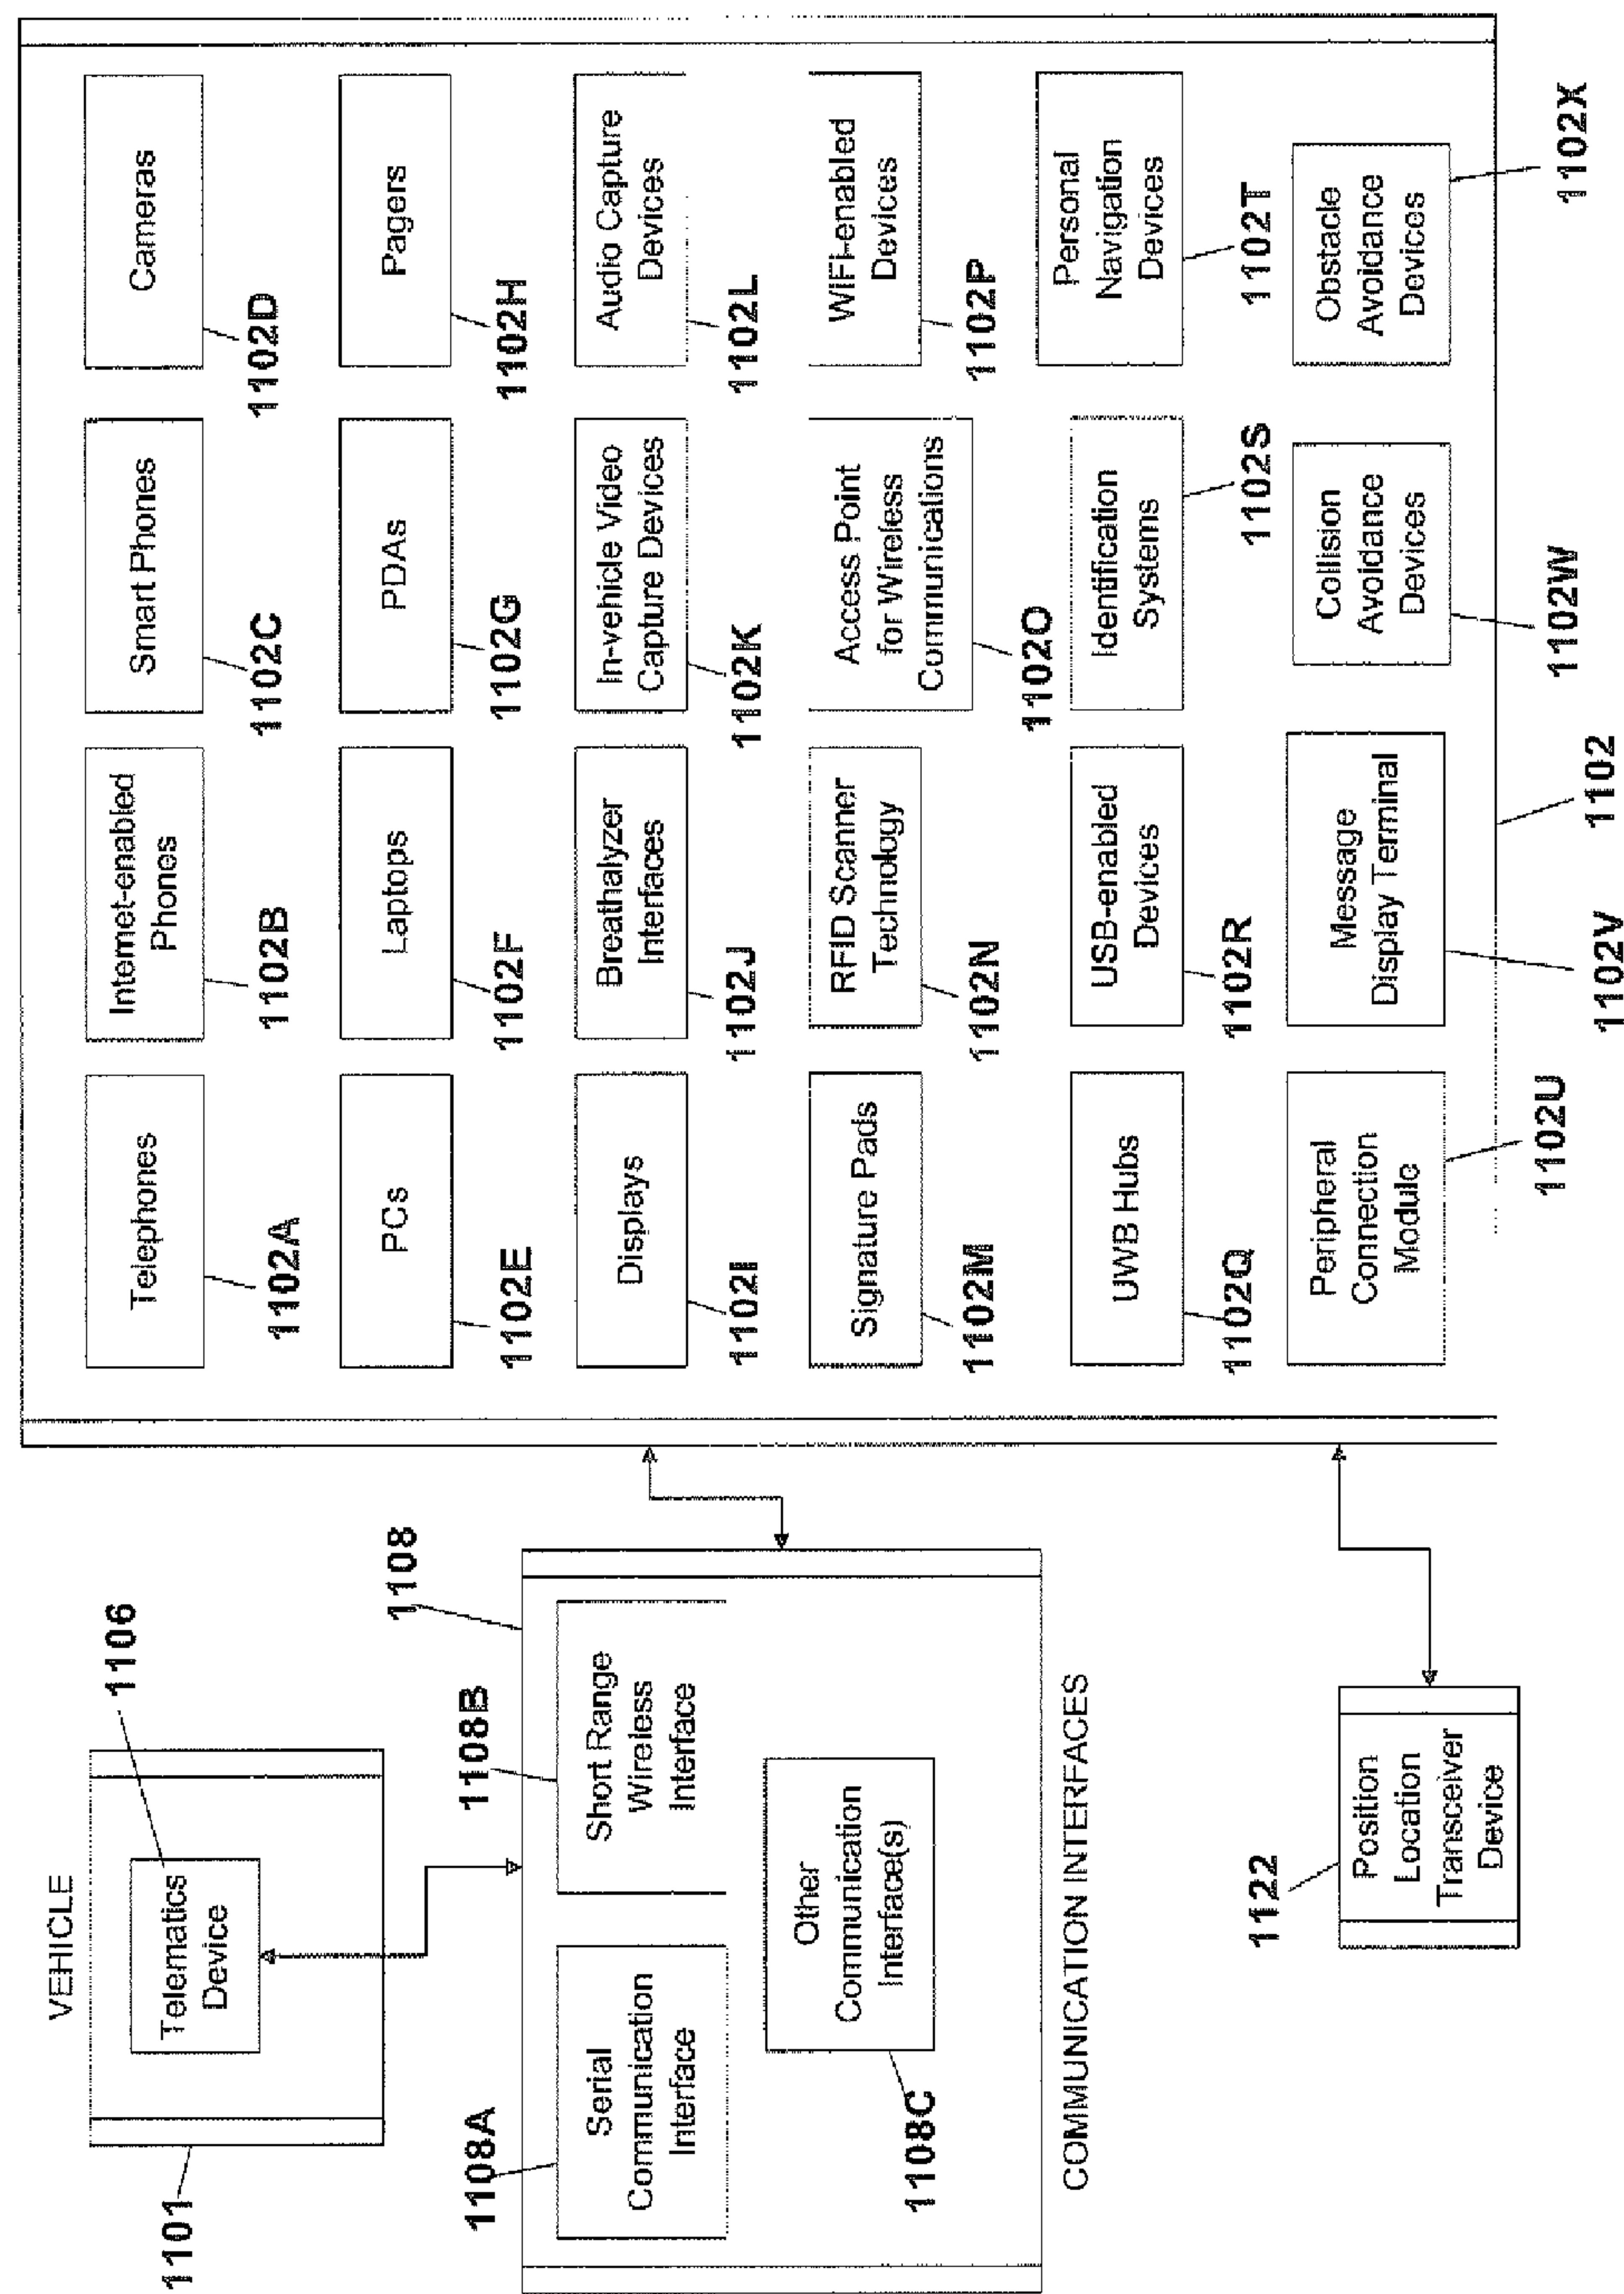 VEHICLE
1101
Telematics
Device
1106
1108
1108A
Serial
Communication
Interface
1108B
Short Range
Wireless
Interface
Other
Communication
Interface(s)
1108C
COMMUNICATION INTERFACES
1122
Position
Location
Transceiver
Device
Telephones
1102A
Internet-enabled
Phones
1102B
Smart Phones
1102C
Cameras
1102D
PCs
1102E
Laptops
1102F
PDAs
1102G
Pagers
1102H
Displays
1102I
Breathalyzer
Interfaces
1102J
In-vehicle Video
Capture Devices
1102K
Audio Capture
Devices
1102L
Signature Pads
1102M
RFID Scanner
Technology
1102N
Access Point
for Wireless
Communications
1102O
WiFi-enabled
Devices
1102P
UWB Hubs
1102Q
USB-enabled
Devices
1102R
Identification
Systems
1102S
Personal
Navigation
Devices
1102T
Peripheral
Connection
Module
1102U
Message
Display Terminal
1102V
Collision
Avoidance
Devices
1102W
Obstacle
Avoidance
Devices
1102X
1102